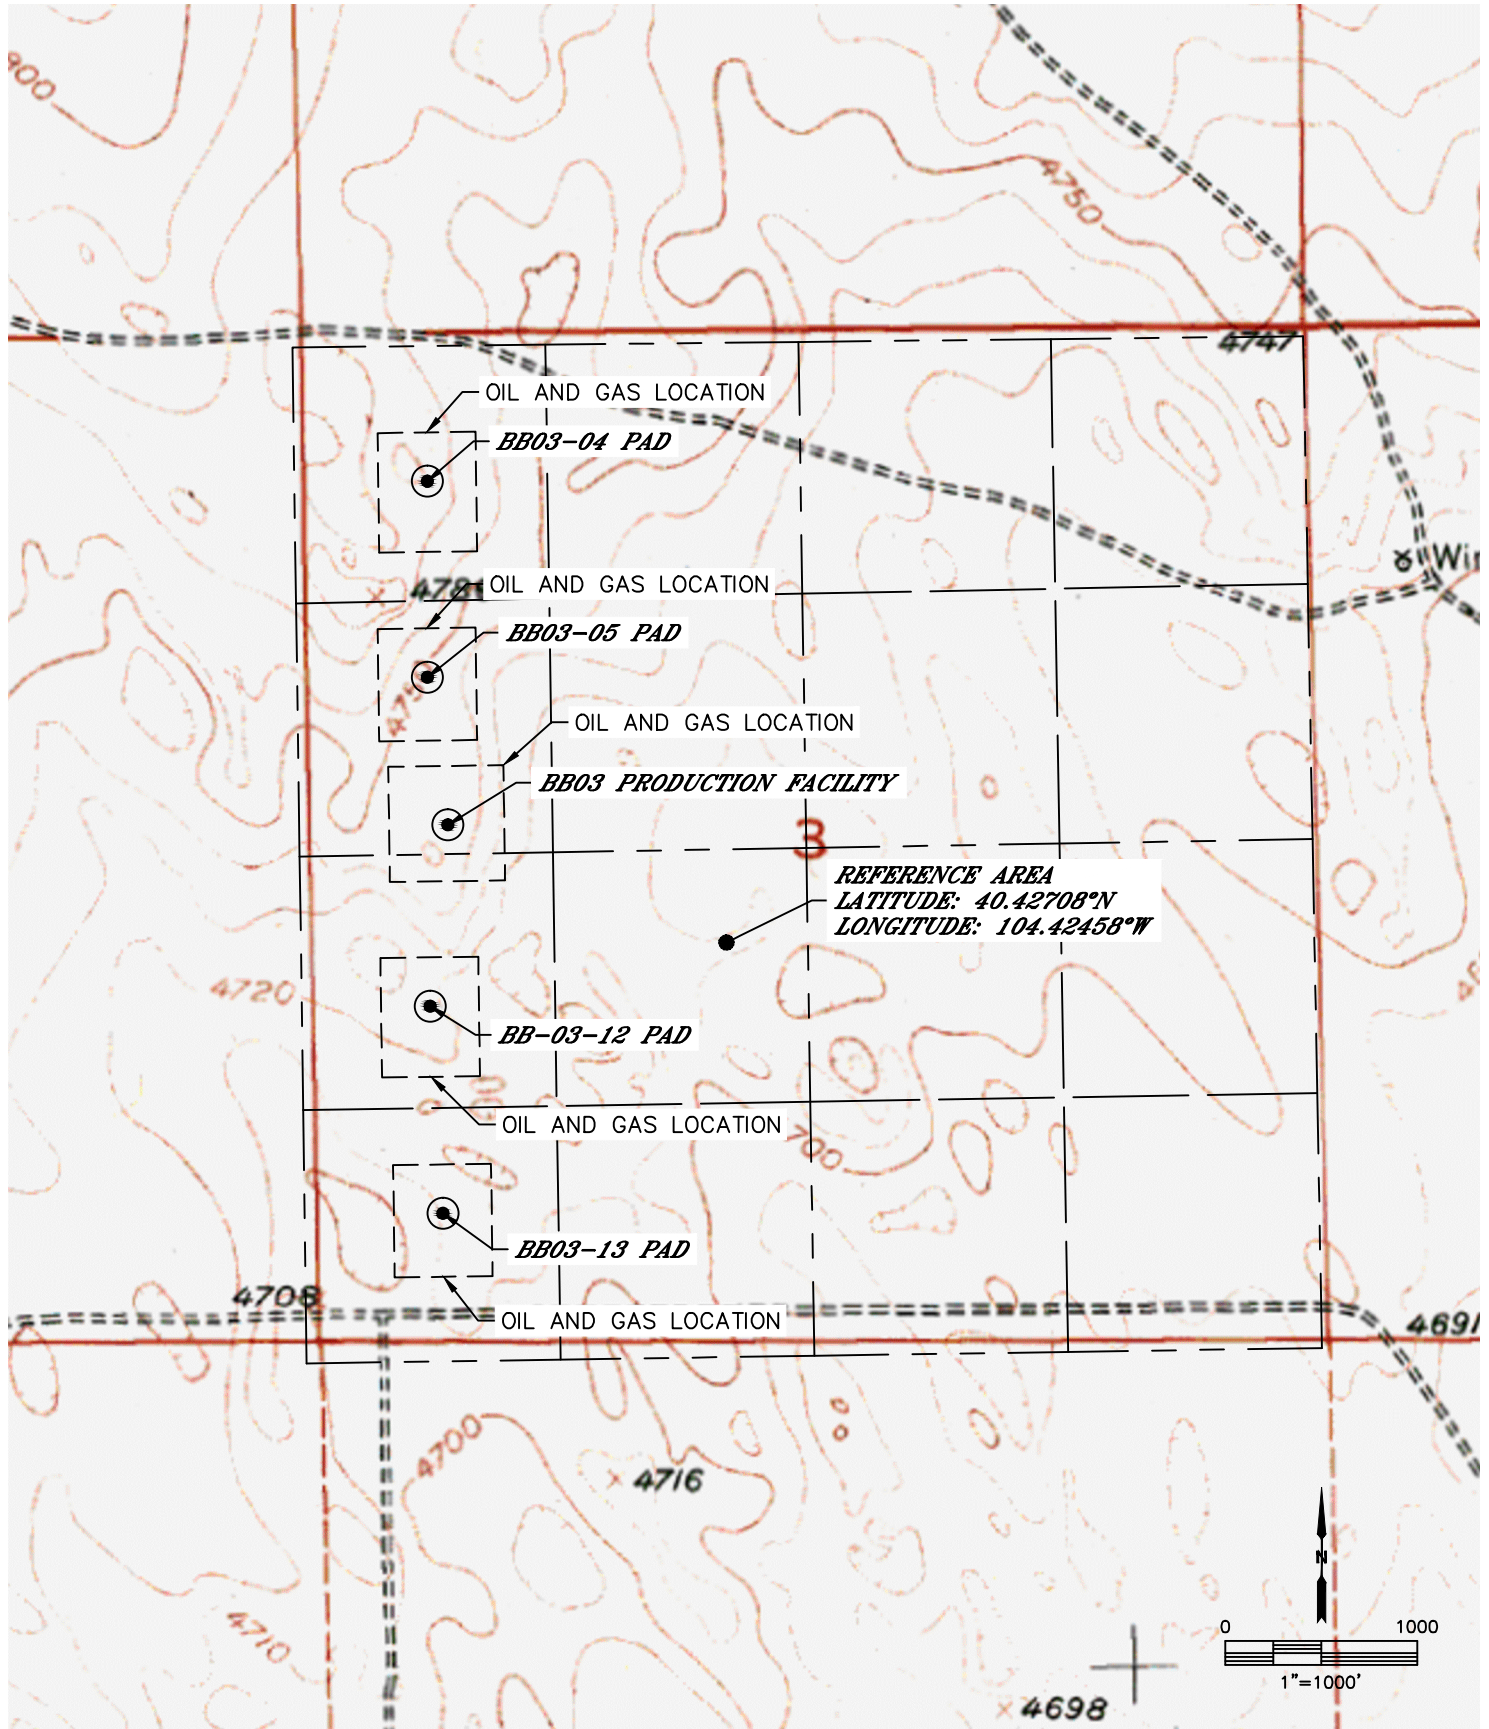 4750
4747
OIL AND GAS LOCATION
BB03-04 PAD
OIL AND GAS LOCATION
BB03-05 PAD
OIL AND GAS LOCATION
BB03 PRODUCTION FACILITY
3
REFERENCE AREA
LATITUDE: 40.42708°N
LONGITUDE: 104.42458°W
4720
BB-03-12 PAD
OIL AND GAS LOCATION
700
BB03-13 PAD
4708
OIL AND GAS LOCATION
4691
4700
4716
N
4710
0 1000
1"=1000'
4698